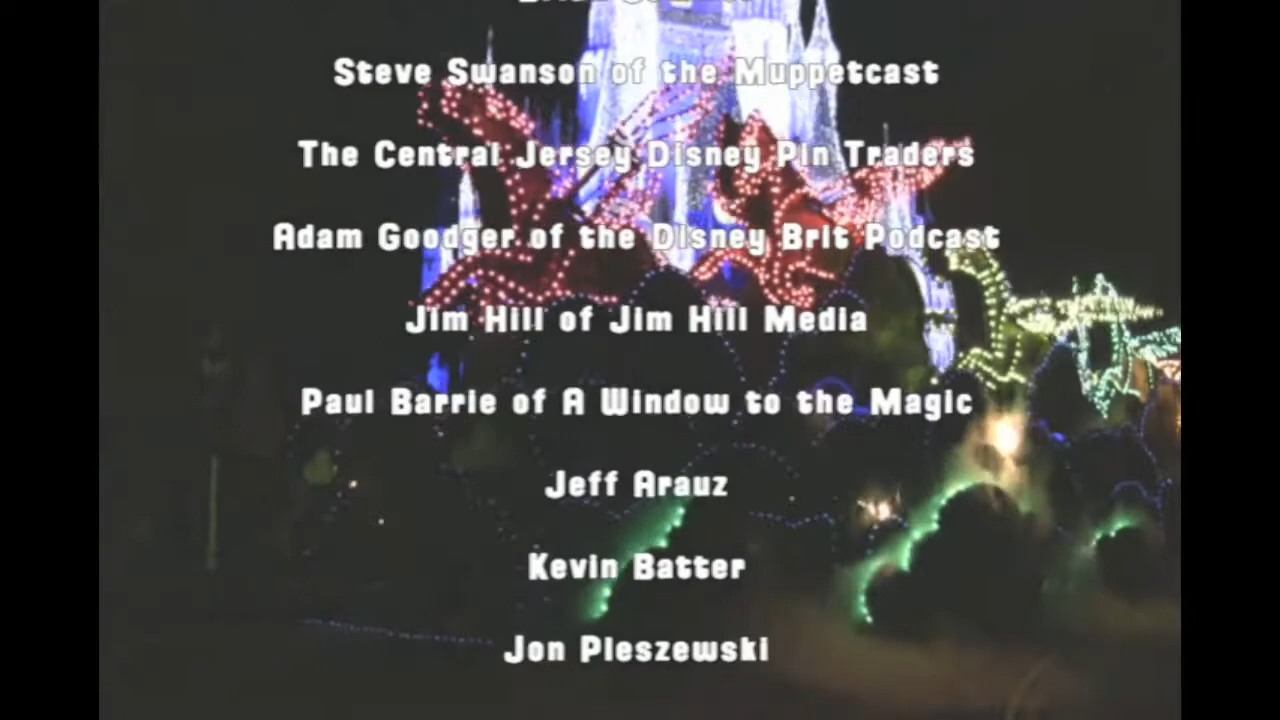 Steve Swanson of the Muppetcast
The Central Jersey Disney Pin Traders
Adam Goodger of the Disney Brit Podcast
Jim Hill of Jim Hill Media
Paul Barrie of A Window to the Magic
Jeff Arauz
Kevin Batter
Jon Pleszewski